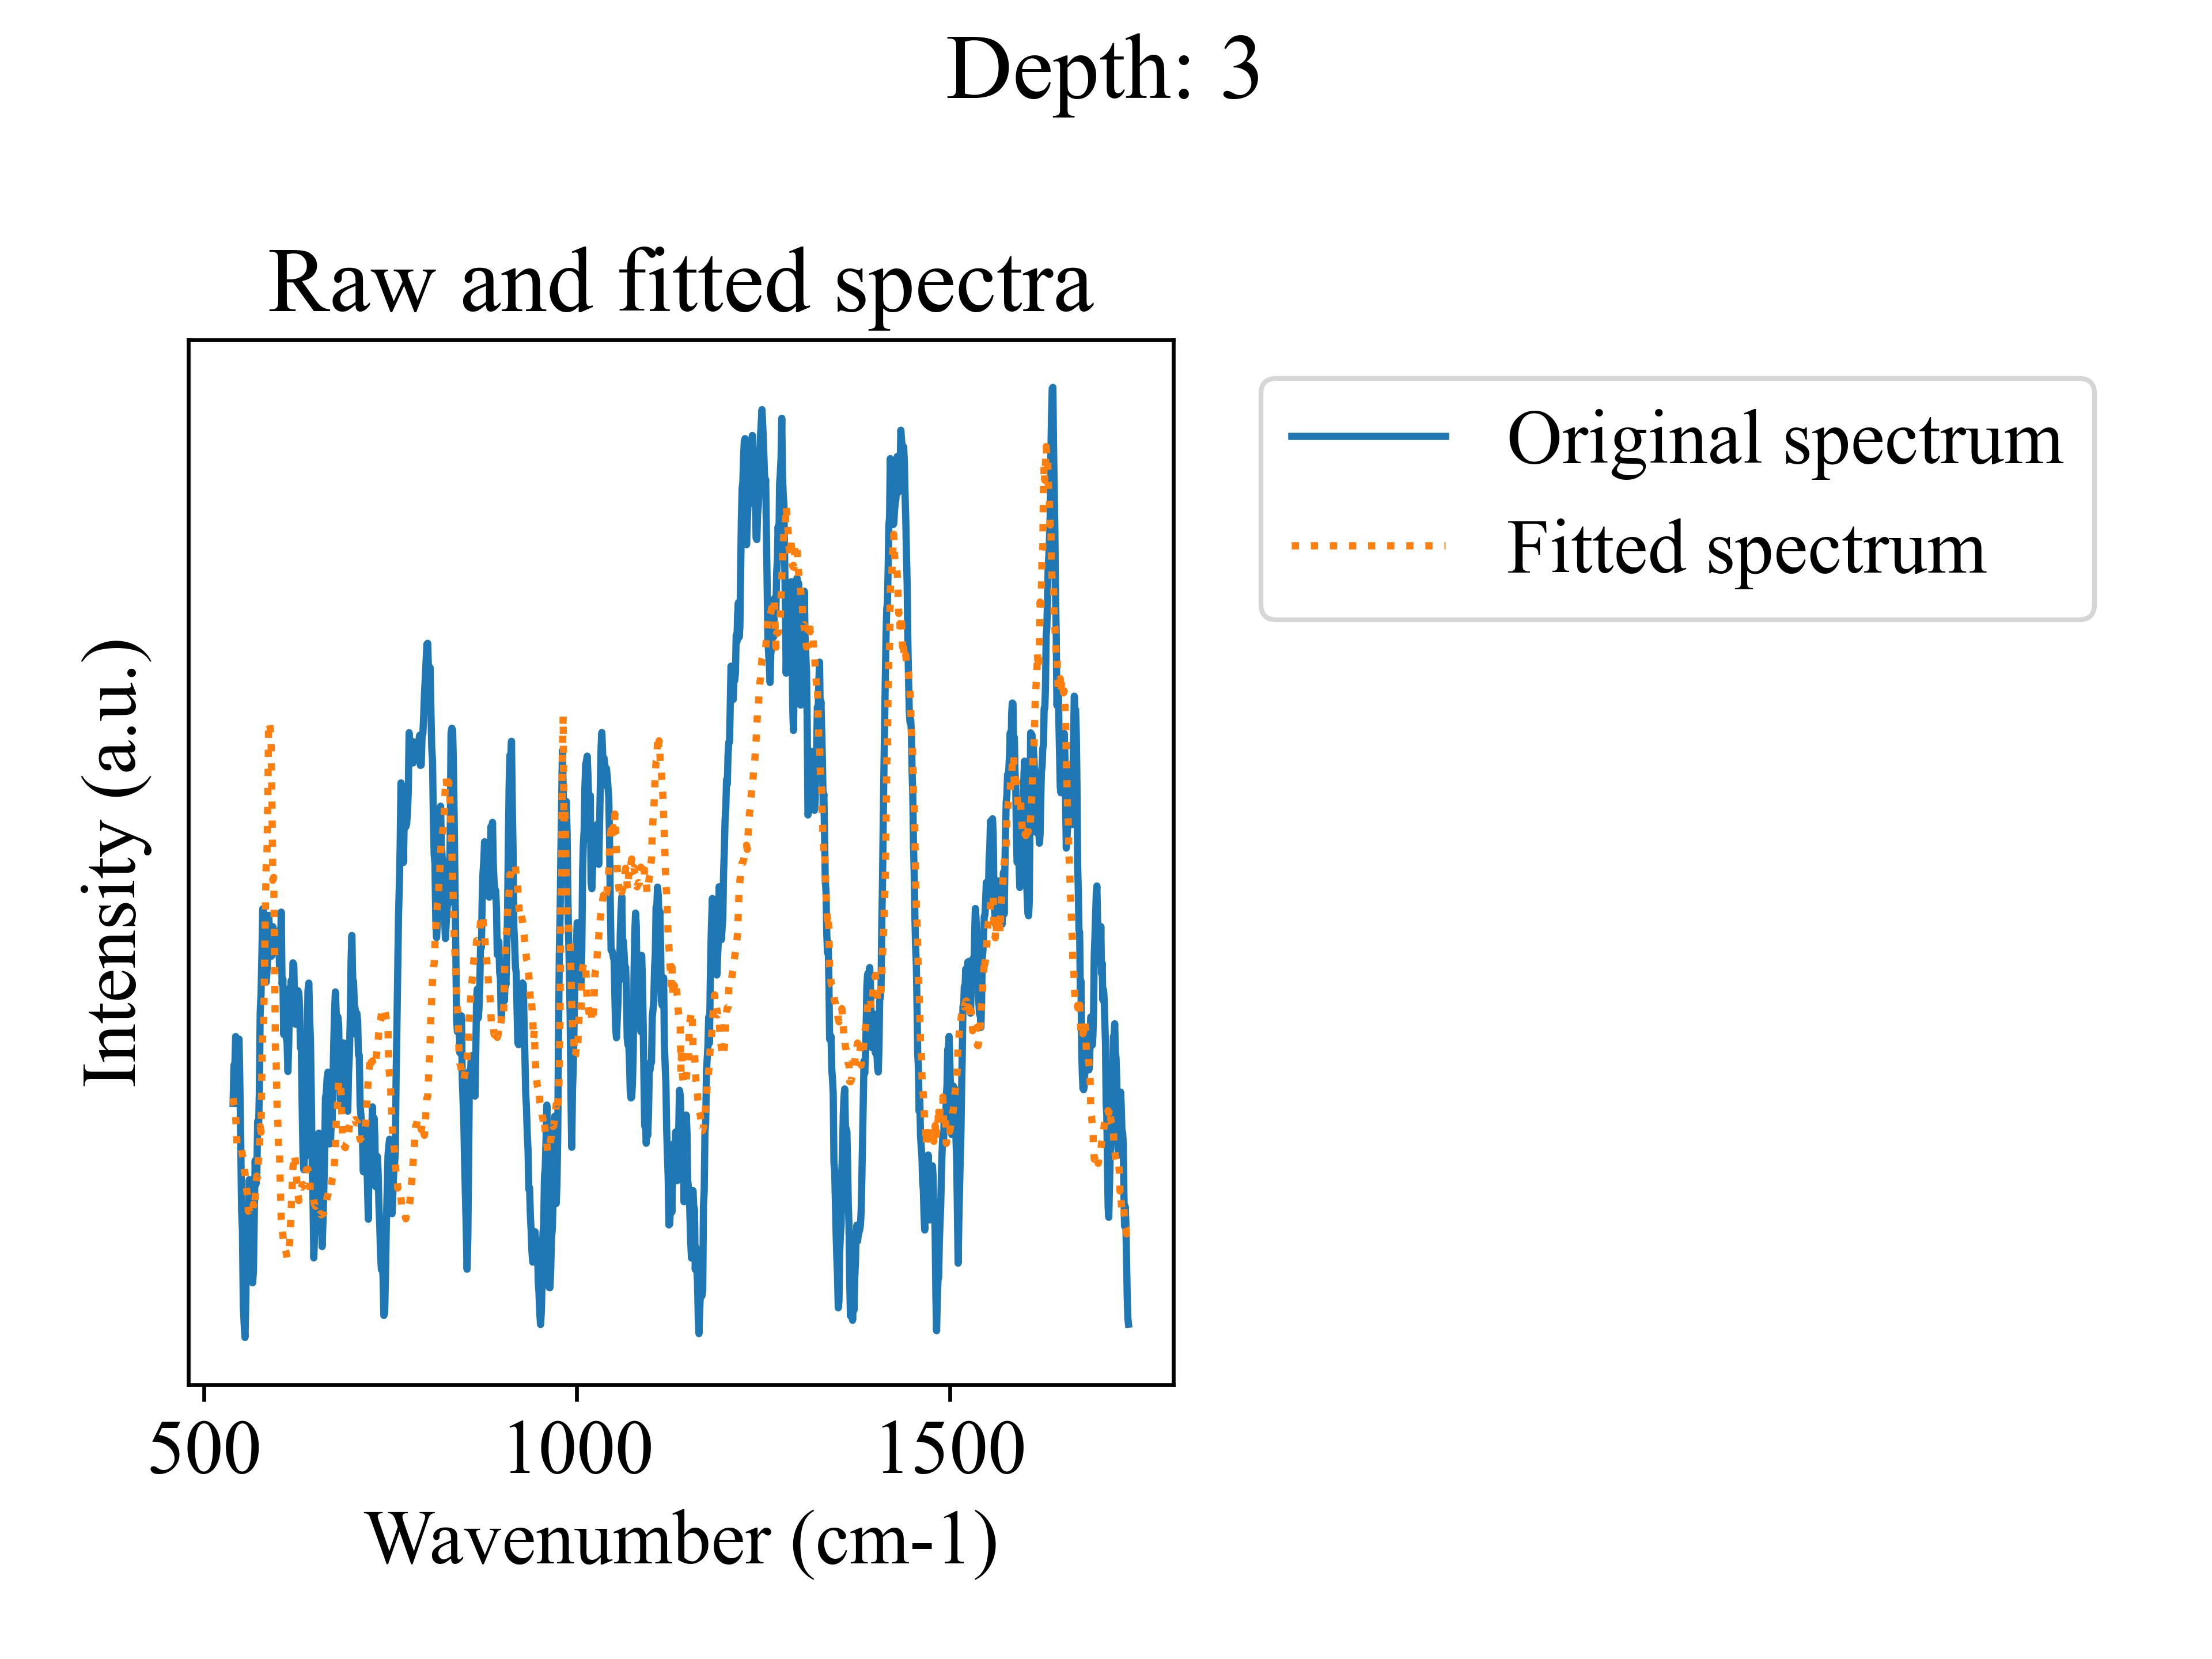 Depth: 3
Raw and fitted spectra
Original spectrum
Fitted spectrum
Intensity (a.u.)
500 1000 1500
Wavenumber (cm-1)